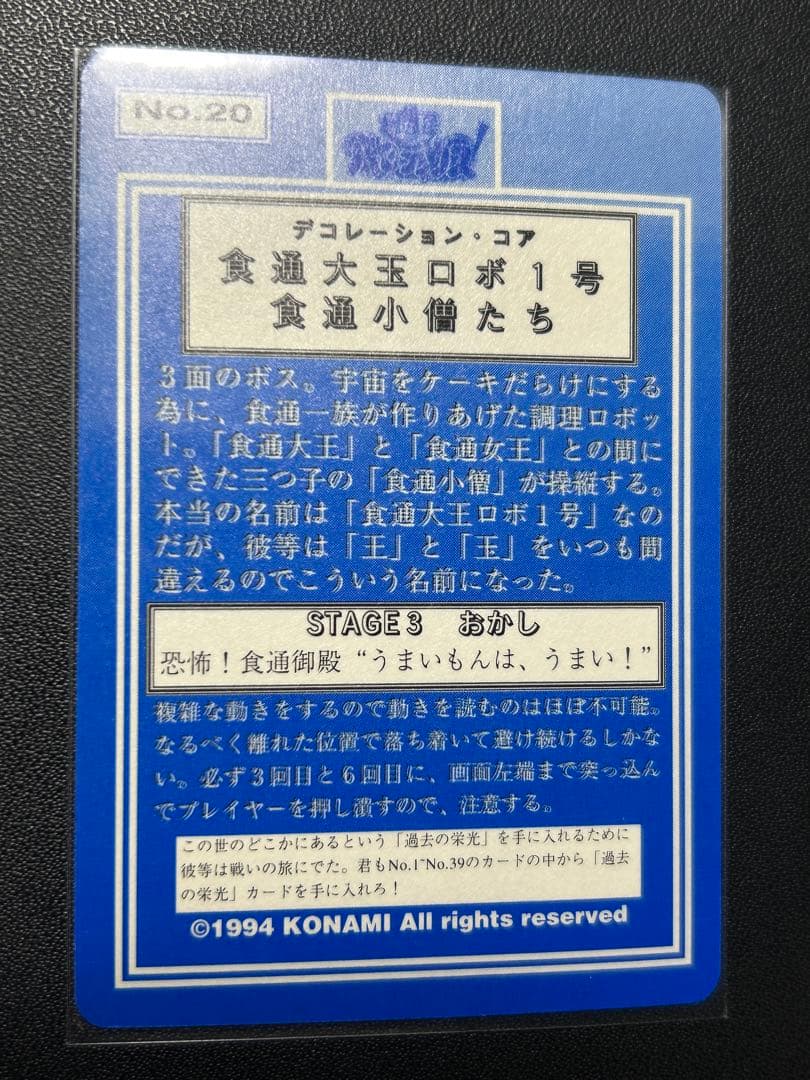 No.20
デコレーション・コア
食通大玉ロボ1号
食通小僧たち
3面のボス。宇宙をケーキだらけにする
為に、食通一族が作りあげた調理ロボッ
ト。「食通大王」と「食通女王」との間に
できた三つ子の「食通小僧」が操縦する。
本当の名前は「食通大王ロボ1号」なの
だが、彼等は「王」と「玉」をいつも間
違えるのでこういう名前になった。
STAGE3 おかし
恐怖！食通御殿“うまいもんは、うまい！”
複雑な動きをするので動きを読むのはほぼ不可能。
なるべく離れた位置で落ち着いて避け続けるしかな
い。必ず3回目と6回目に、画面左端まで突っ込ん
でプレイヤーを押し潰すので、注意する。
この世のどこかにあるという「過去の栄光」を手に入れるために
彼等は戦いの旅にでた。君もNo.1~No.39のカードの中から「過去
の栄光」カードを手に入れろ！
©1994 KONAMI All rights reserved